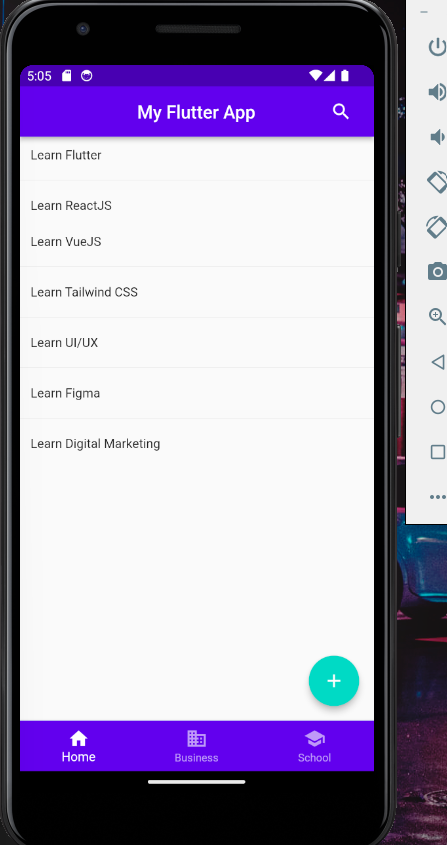 5:05
My Flutter App
Learn Flutter
Learn ReactJS
Learn VueJS
Learn Tailwind CSS
Learn UI/UX
Learn Figma
Learn Digital Marketing
Home
Business
School